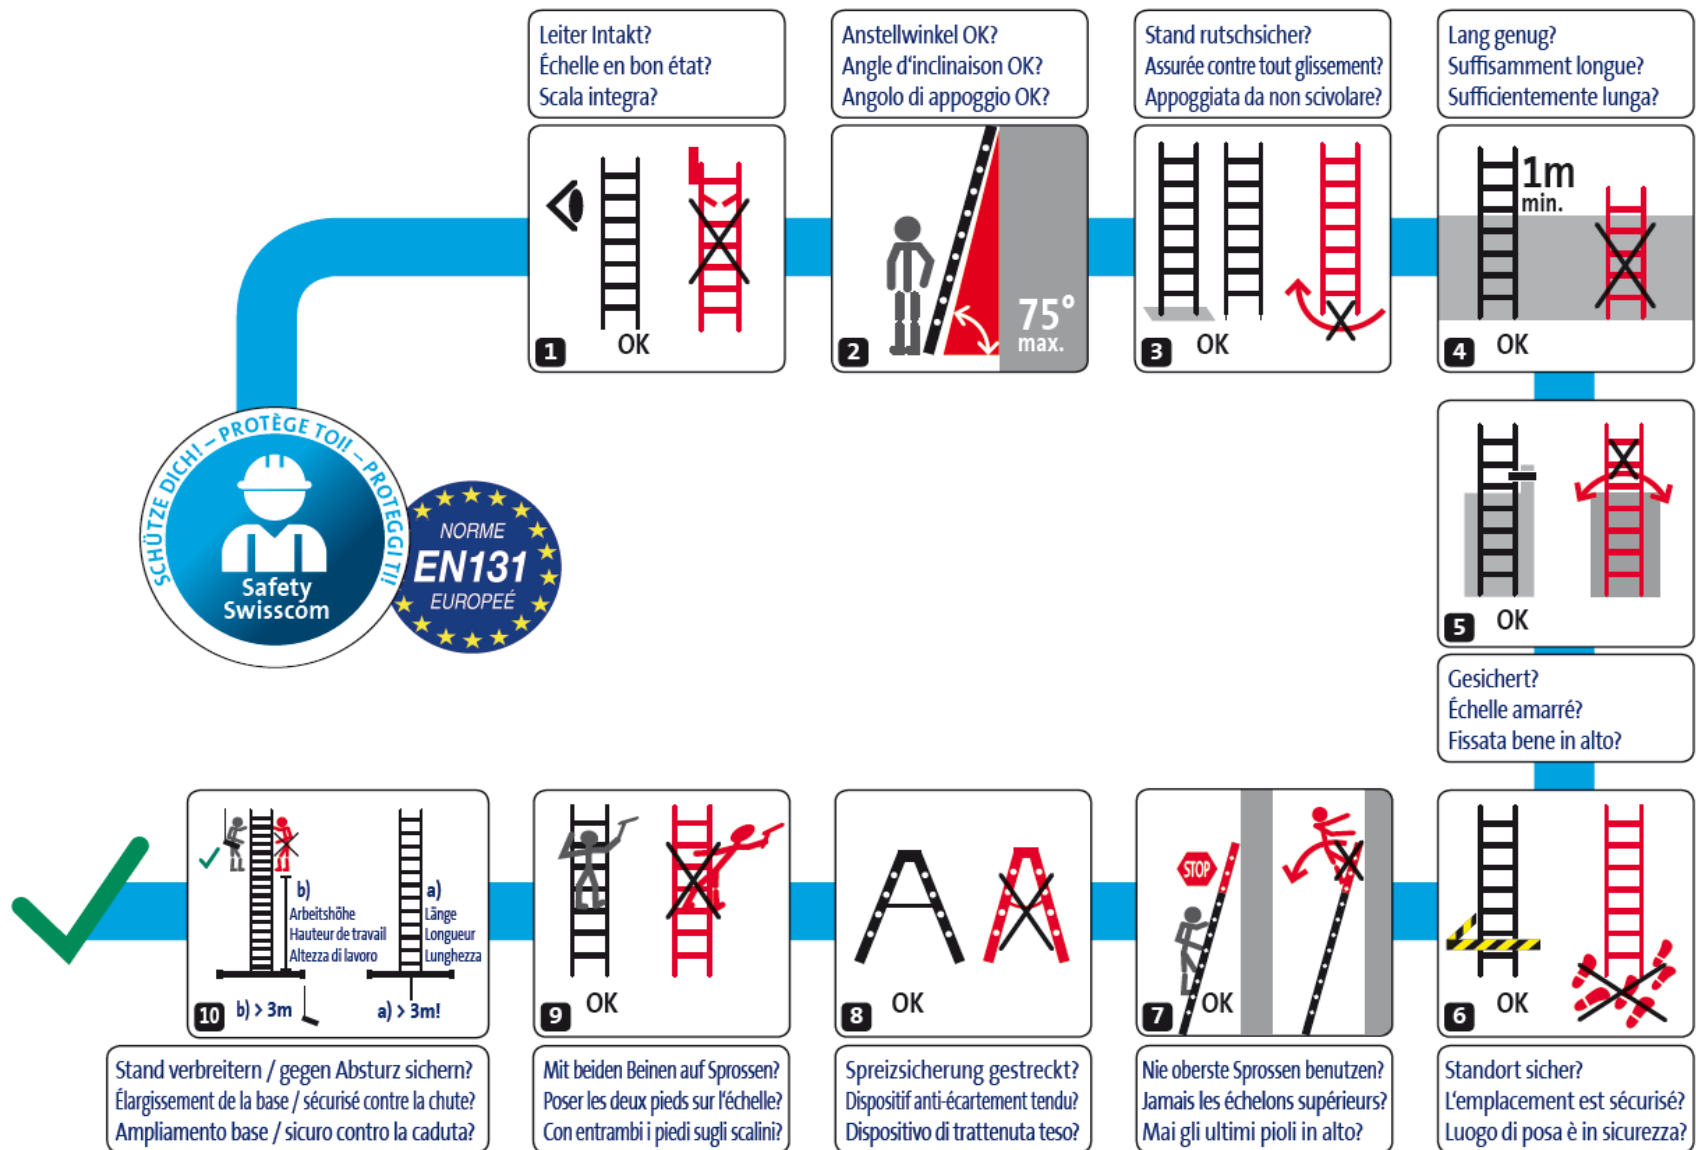 Leiter Intakt?
Échelle en bon état?
Scala integra?
OK
1
Anstellwinkel OK?
Angle d'inclinaison OK?
Angolo di appoggio OK?
75°
max.
2
Stand rutschsicher?
Assurée contre tout glissement?
Appoggiata da non scivolare?
OK
3
Lang genug?
Suffisamment longue?
Sufficientemente lunga?
1m
min.
OK
4
SCHÜTZE DICH! – PROTÈGE TOI! – PROTEGGI TI!
Safety
Swisscom
NORME
EN131
EUROPEÉ
OK
5
Gesichert?
Échelle amarré?
Fissata bene in alto?
OK
6
Standort sicher?
L'emplacement est sécurisé?
Luogo di posa è in sicurezza?
STOP
OK
7
Nie oberste Sprossen benutzen?
Jamais les échelons supérieurs?
Mai gli ultimi pioli in alto?
OK
8
Spreizsicherung gestreckt?
Dispositif anti-écartement tendu?
Dispositivo di trattenuta teso?
OK
9
Mit beiden Beinen auf Sprossen?
Poser les deux pieds sur l'échelle?
Con entrambi i piedi sugli scalini?
b)
Arbeitshöhe
Hauteur de travail
Altezza di lavoro
a)
Länge
Longueur
Lunghezza
b) > 3m
a) > 3m!
10
Stand verbreitern / gegen Absturz sichern?
Élargissement de la base / sécurisé contre la chute?
Ampliamento base / sicuro contro la caduta?